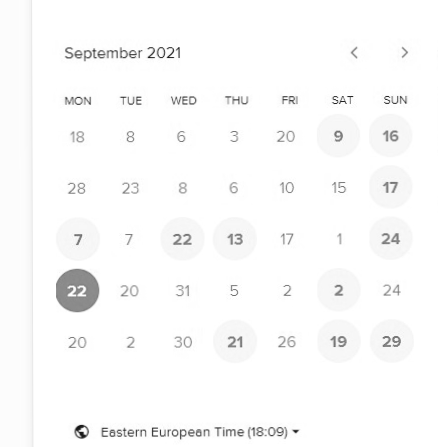 September 2021
MON TUE WED THU FRI SAT SUN
18 8 6 3 20 9 16
28 23 8 6 10 15 17
7 7 22 13 17 1 24
22 20 31 5 2 2 24
20 2 30 21 26 19 29
Eastern European Time (18:09)